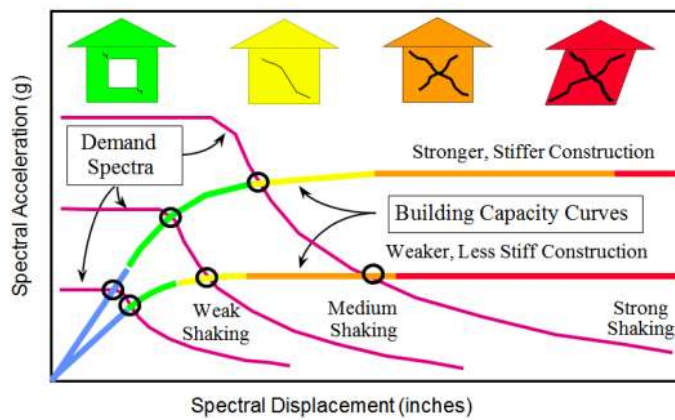 Spectral Acceleration (g)
Demand
Spectra
Stronger, Stiffer Construction
Building Capacity Curves
Weaker, Less Stiff Construction
Weak
Shaking
Medium
Shaking
Strong
Shaking
Spectral Displacement (inches)